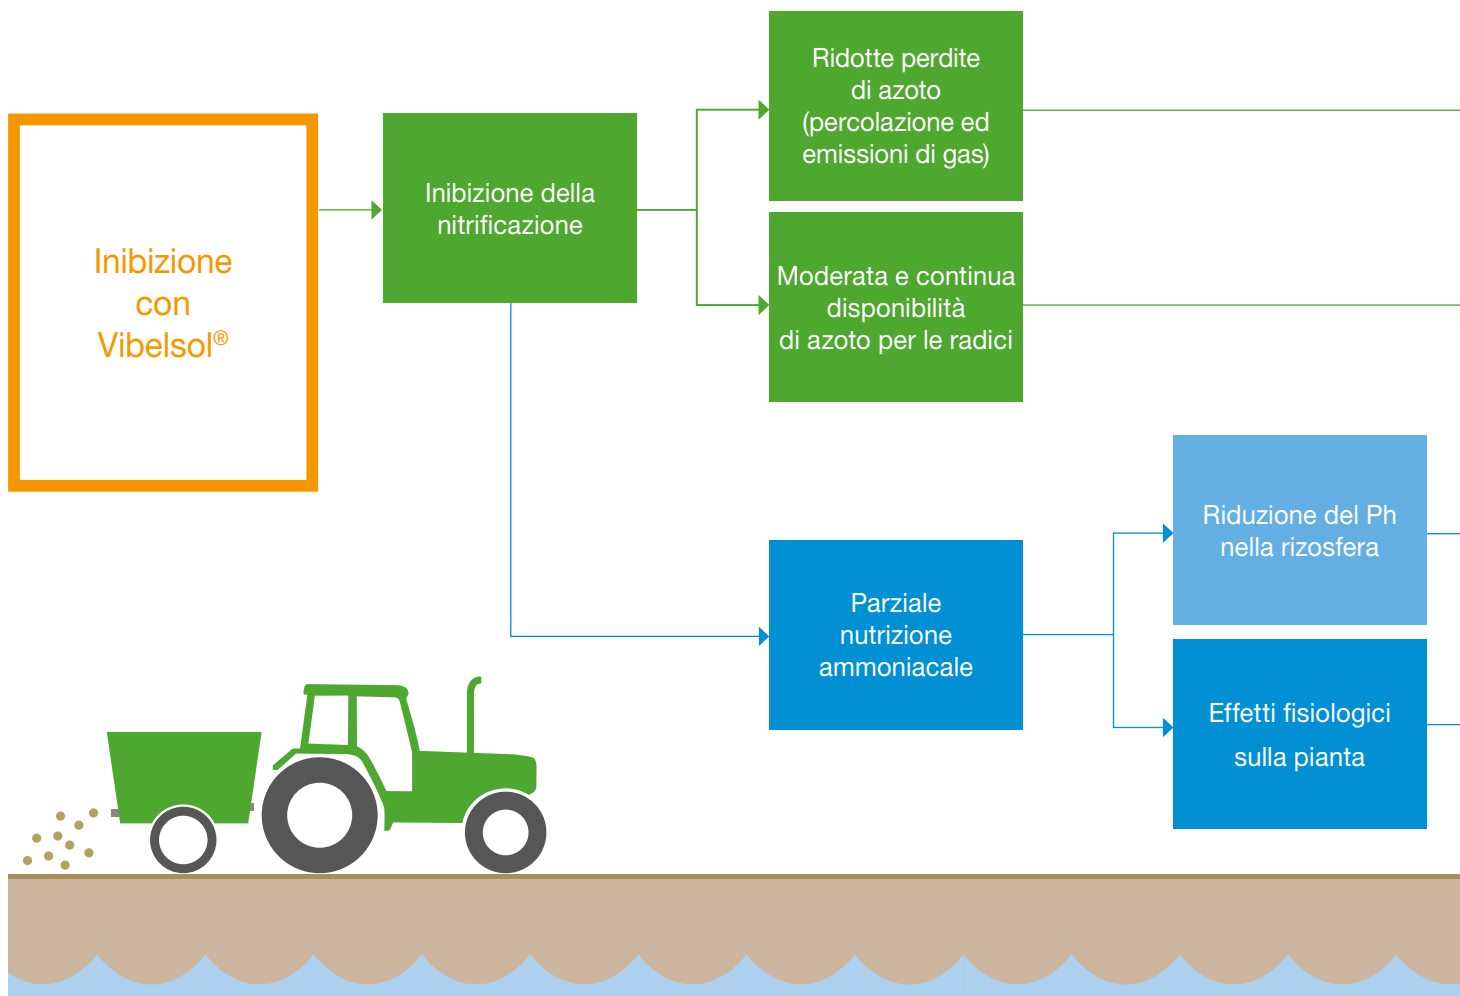 Inibizione
con
Vibelsol®
Inibizione della
nitrificazione
Ridotte perdite
di azoto
(percolazione ed
emissioni di gas)
Moderata e continua
disponibilità
di azoto per le radici
Parziale
nutrizione
ammoniacale
Riduzione del Ph
nella rizosfera
Effetti fisiologici
sulla pianta